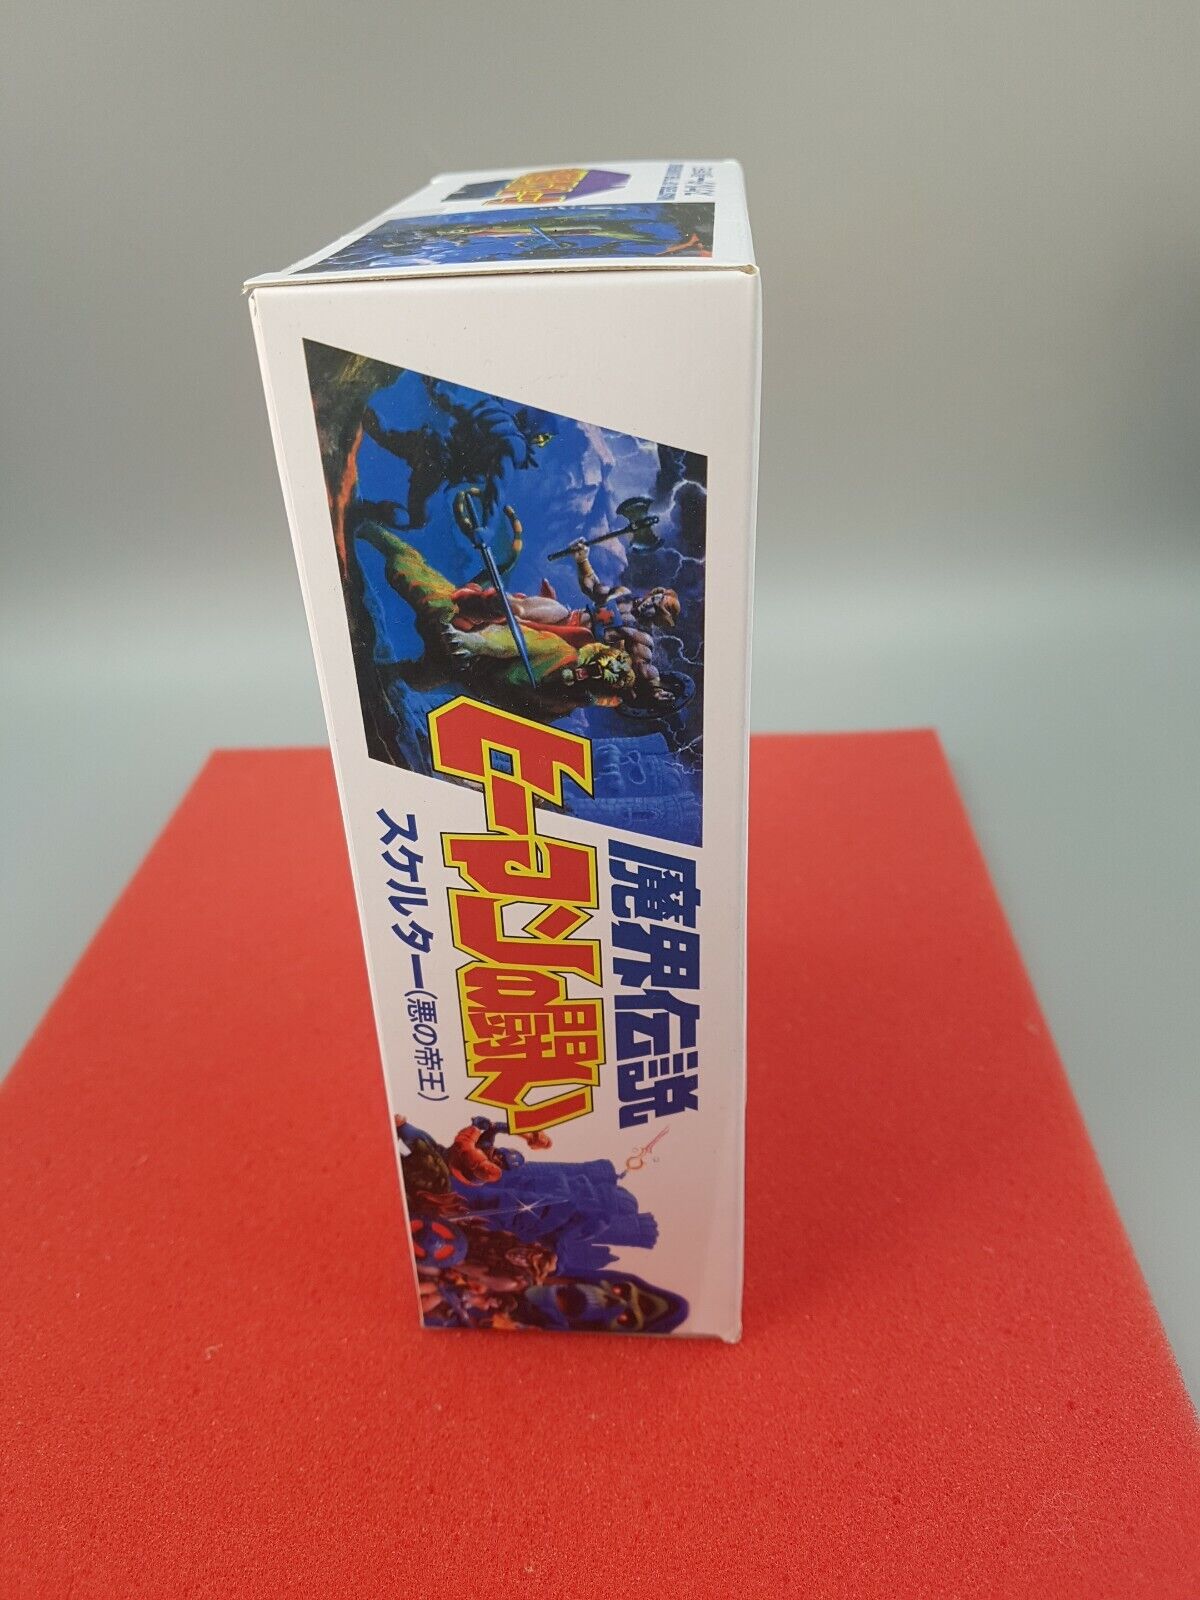 魔界伝説
ヒーマンの闘い
スケルター(悪の帝王)